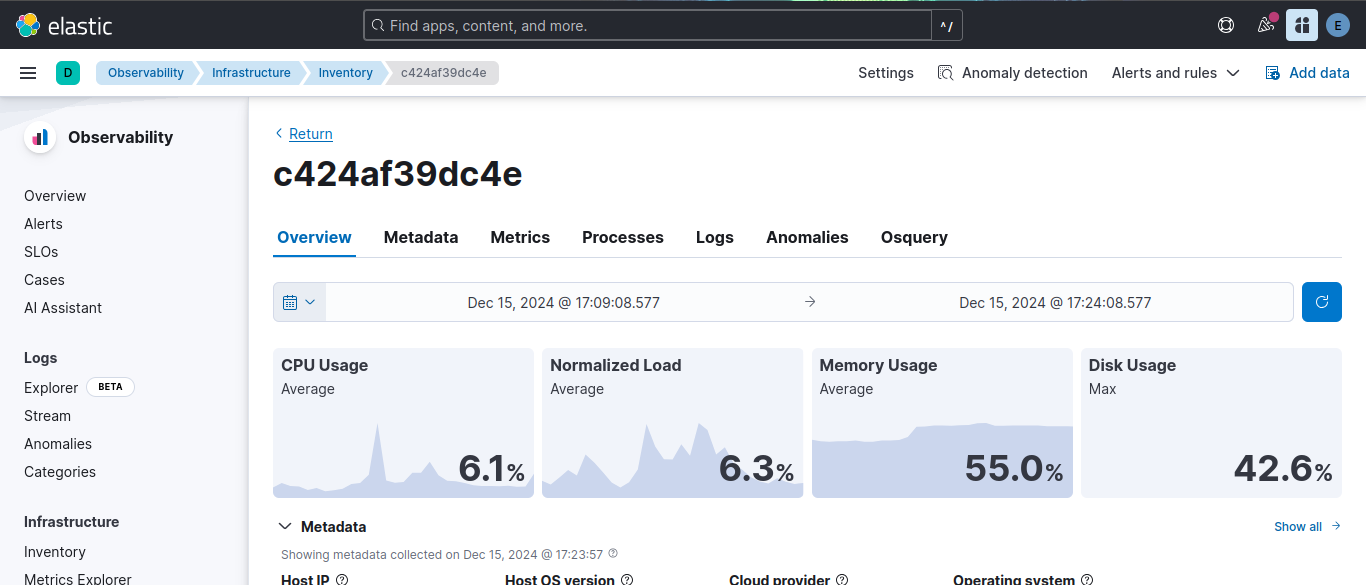 elastic
Find apps, content, and more.
^/
E
D
Observability
Infrastructure
Inventory
c424af39dc4e
Settings
Anomaly detection
Alerts and rules
Add data
Observability
Overview
Alerts
SLOs
Cases
AI Assistant
Logs
Explorer BETA
Stream
Anomalies
Categories
Infrastructure
Inventory
Metrics Explorer
Return
c424af39dc4e
Overview
Metadata
Metrics
Processes
Logs
Anomalies
Osquery
Dec 15, 2024 @ 17:09:08.577
Dec 15, 2024 @ 17:24:08.577
CPU Usage
Average
6.1%
Normalized Load
Average
6.3%
Memory Usage
Average
55.0%
Disk Usage
Max
42.6%
Metadata
Show all
Showing metadata collected on Dec 15, 2024 @ 17:23:57
Host IP
Host OS version
Cloud provider
Operating system